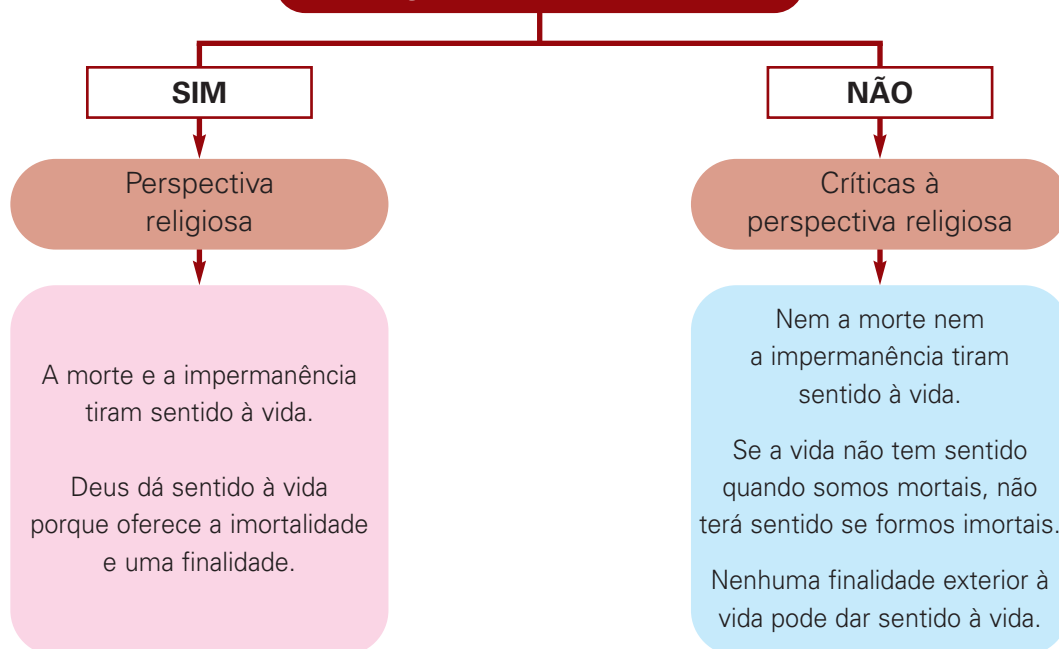 SIM
NÃO
Perspectiva
religiosa
Críticas à
perspectiva religiosa
A morte e a impermanência
tiram sentido à vida.
Deus dá sentido à vida
porque oferece a imortalidade
e uma finalidade.
Nem a morte nem
a impermanência tiram
sentido à vida.
Se a vida não tem sentido
quando somos mortais, não
terá sentido se formos imortais.
Nenhuma finalidade exterior à
vida pode dar sentido à vida.